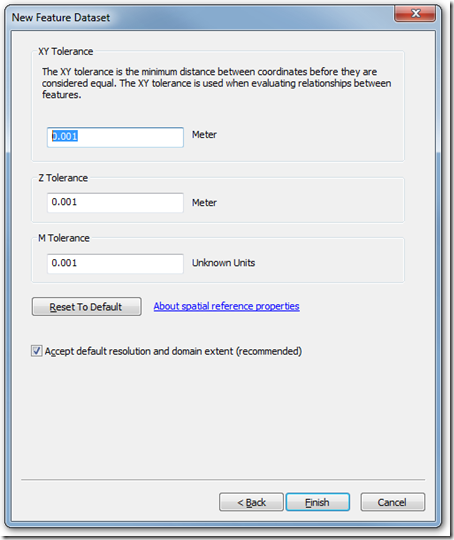 New Feature Dataset
XY Tolerance
The XY tolerance is the minimum distance between coordinates before they are
considered equal. The XY tolerance is used when evaluating relationships between
features.
0.001 Meter
Z Tolerance
0.001 Meter
M Tolerance
0.001 Unknown Units
Reset To Default About spatial reference properties
Accept default resolution and domain extent (recommended)
< Back Finish Cancel